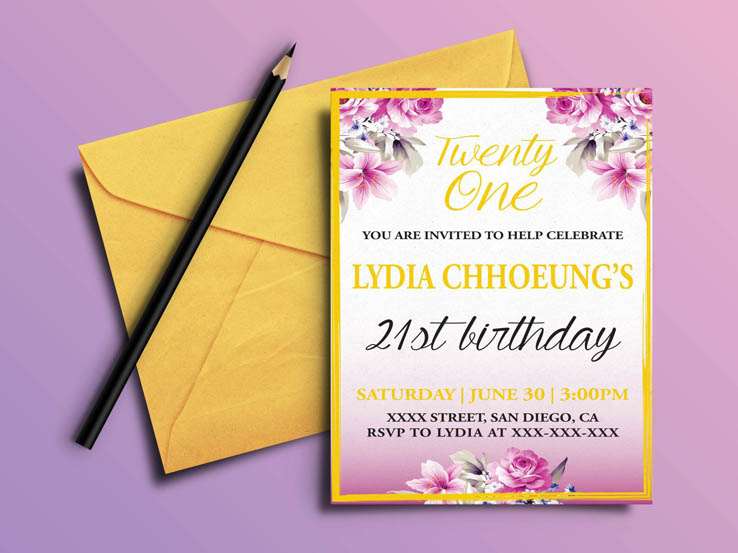 Twenty
One
YOU ARE INVITED TO HELP CELEBRATE
LYDIA CHHOEUNG'S
21st birthday
SATURDAY | JUNE 30 | 3:00PM
XXXX STREET, SAN DIEGO, CA
RSVP TO LYDIA AT XXX-XXX-XXX